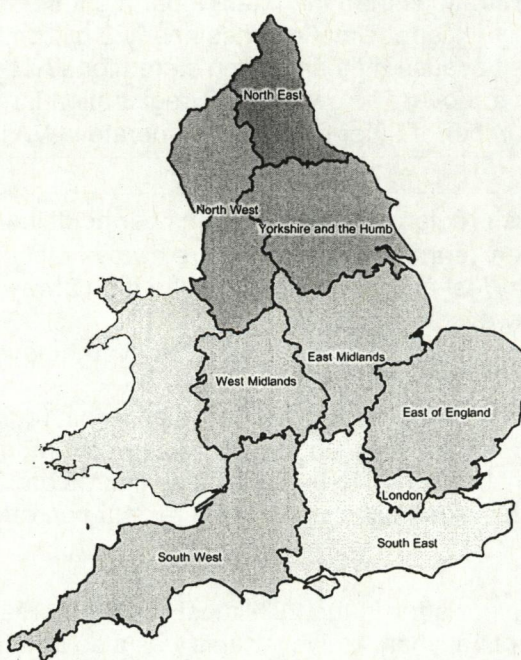 North East
North West
Yorkshire and the Humb
East Midlands
West Midlands
East of England
London
South East
South West